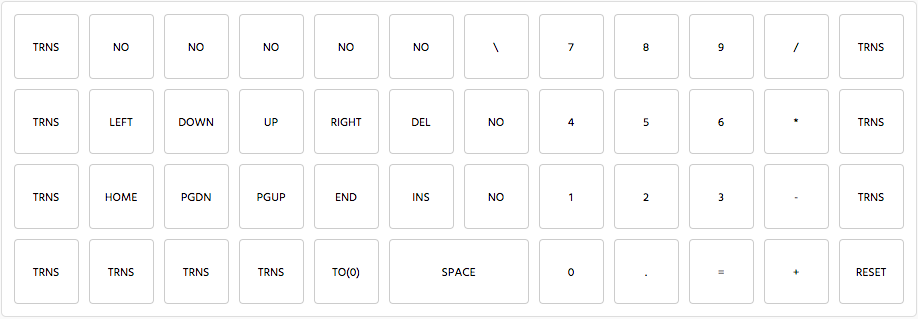 TRNS NO NO NO NO NO \ 7 8 9 / TRNS
TRNS LEFT DOWN UP RIGHT DEL NO 4 5 6 * TRNS
TRNS HOME PGDN PGUP END INS NO 1 2 3 - TRNS
TRNS TRNS TRNS TRNS TO(0) SPACE 0 . = + RESET